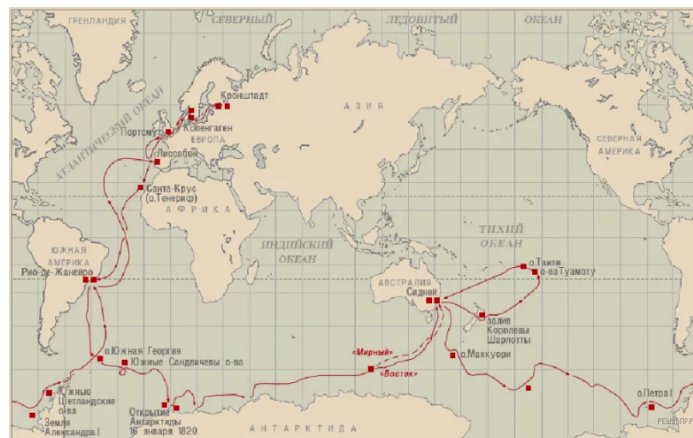 ГРЕНЛАНДИЯ
СЕВЕРНЫЙ
ЛЕДОВИТЫЙ
ОКЕАН
АТЛАНТИЧЕСКИЙ ОКЕАН
Кронштадт
АЗИЯ
Портсмут
Копенгаген
ЕВРОПА
СЕВЕРНАЯ
АМЕРИКА
Лиссабон
Санта-Крус
(о.Тенериф)
АФРИКА
ТИХИЙ
ОКЕАН
ИНДИЙСКИЙ
ОКЕАН
ЮЖНАЯ
АМЕРИКА
Рио-де-Жанейро
о.Таити
о-ва Туамоту
АВСТРАЛИЯ
Сидней
залив
Королевы
Шарлотты
«Мирный»
«Восток»
о.Маккуори
о.Южная Георгия
Южные Сандвичевы о-ва
Южные
Шетландские
о-ва
Земля
Александра I
Открытие
Антарктиды
16 января 1820
о.Петра I
АНТАРКТИДА